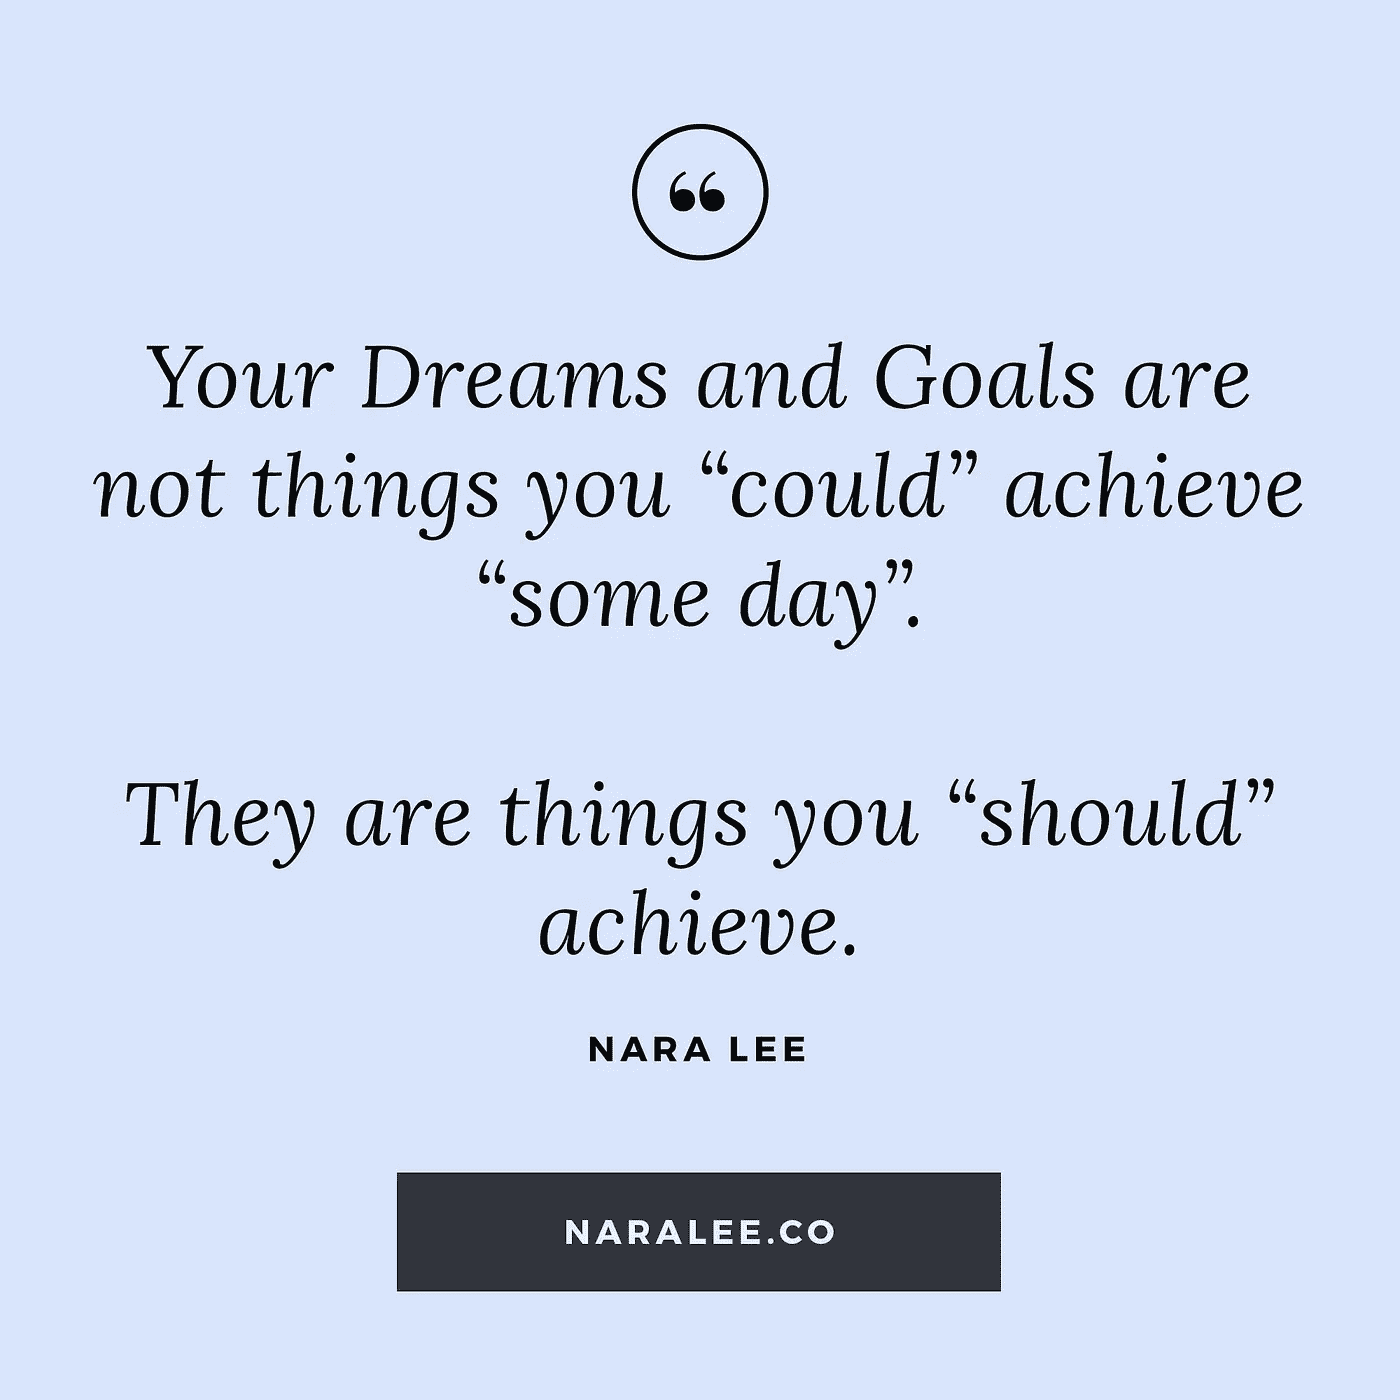 “
Your Dreams and Goals are
not things you “could” achieve
“some day”.
They are things you “should”
achieve.
NARA LEE
NARALEE.CO